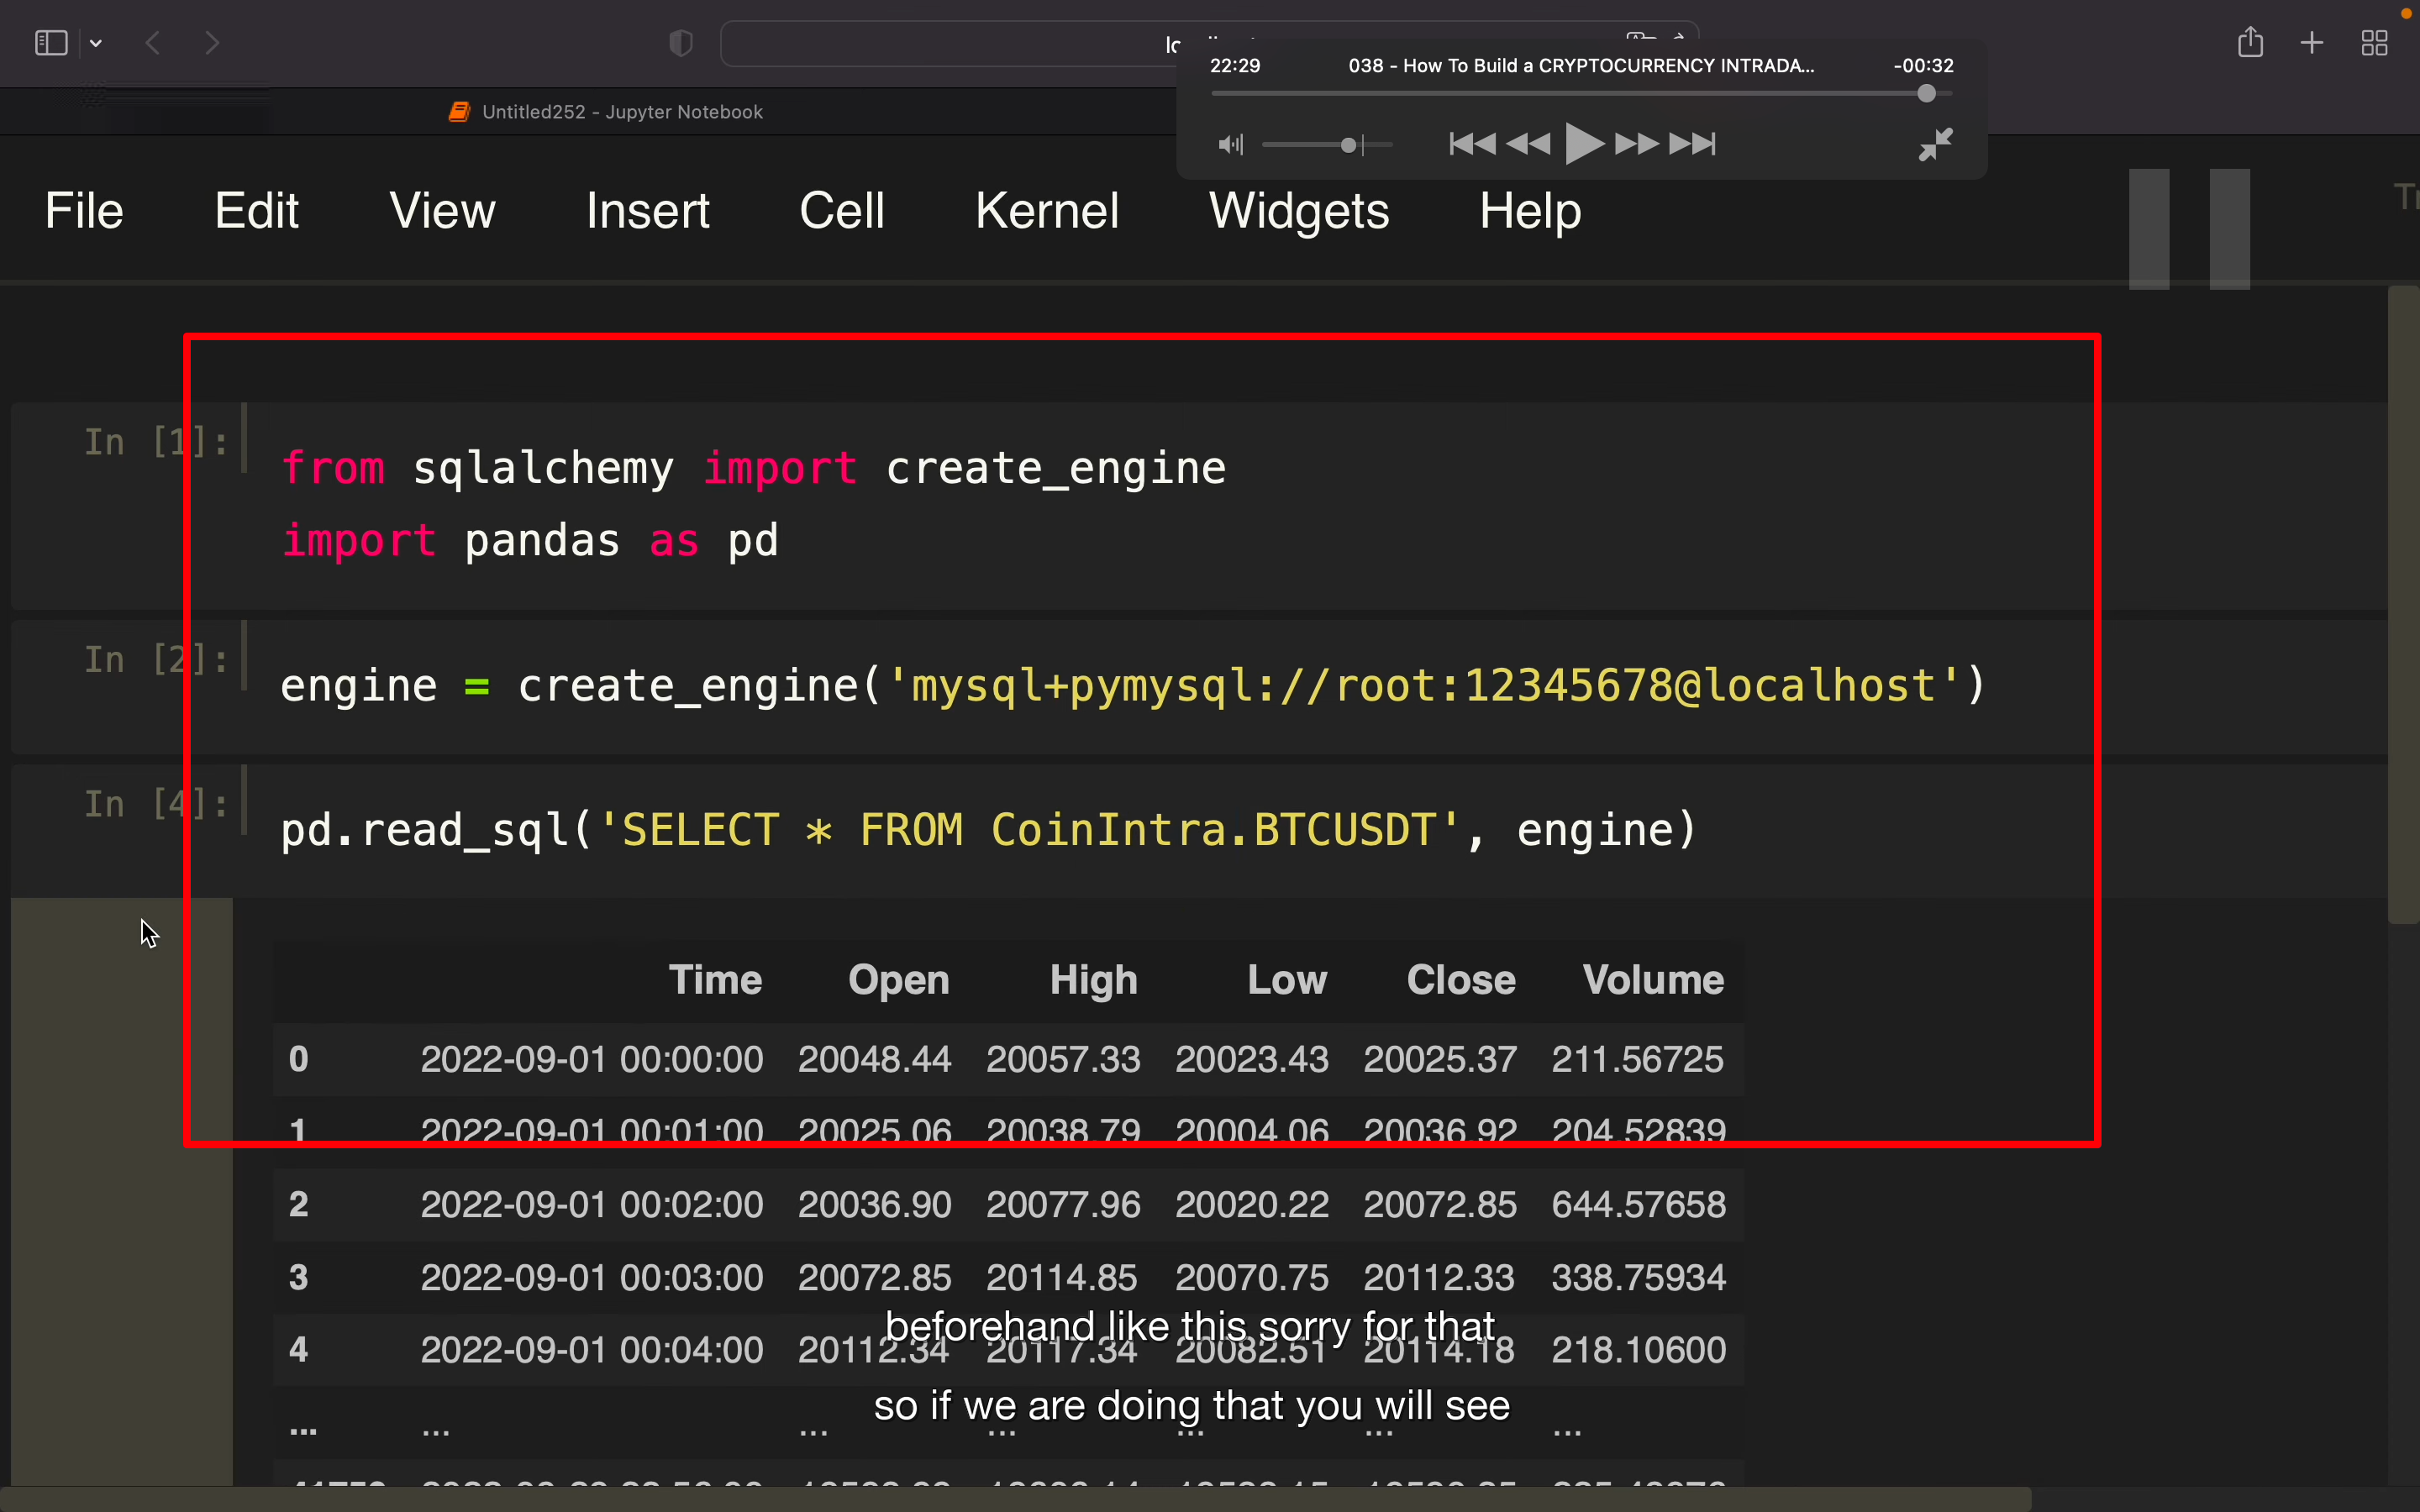 22:29 038 - How To Build a CRYPTOCURRENCY INTRADA... -00:32
Untitled252 - Jupyter Notebook
File Edit View Insert Cell Kernel Widgets Help
In [1]: from sqlalchemy import create_engine
import pandas as pd
In [2]: engine = create_engine('mysql+pymysql://root:12345678@localhost')
In [4]: pd.read_sql('SELECT * FROM CoinIntra.BTCUSDT', engine)
Time Open High Low Close Volume
0 2022-09-01 00:00:00 20048.44 20057.33 20023.43 20025.37 211.56725
1 2022-09-01 00:01:00 20025.06 20038.79 20004.06 20036.92 204.52839
2 2022-09-01 00:02:00 20036.90 20077.96 20020.22 20072.85 644.57658
3 2022-09-01 00:03:00 20072.85 20114.85 20070.75 20112.33 338.75934
beforehand like this sorry for that
4 2022-09-01 00:04:00 20112.34 20117.34 20082.51 20114.18 218.10600
so if we are doing that you will see
... ... ... ... ... ... ...